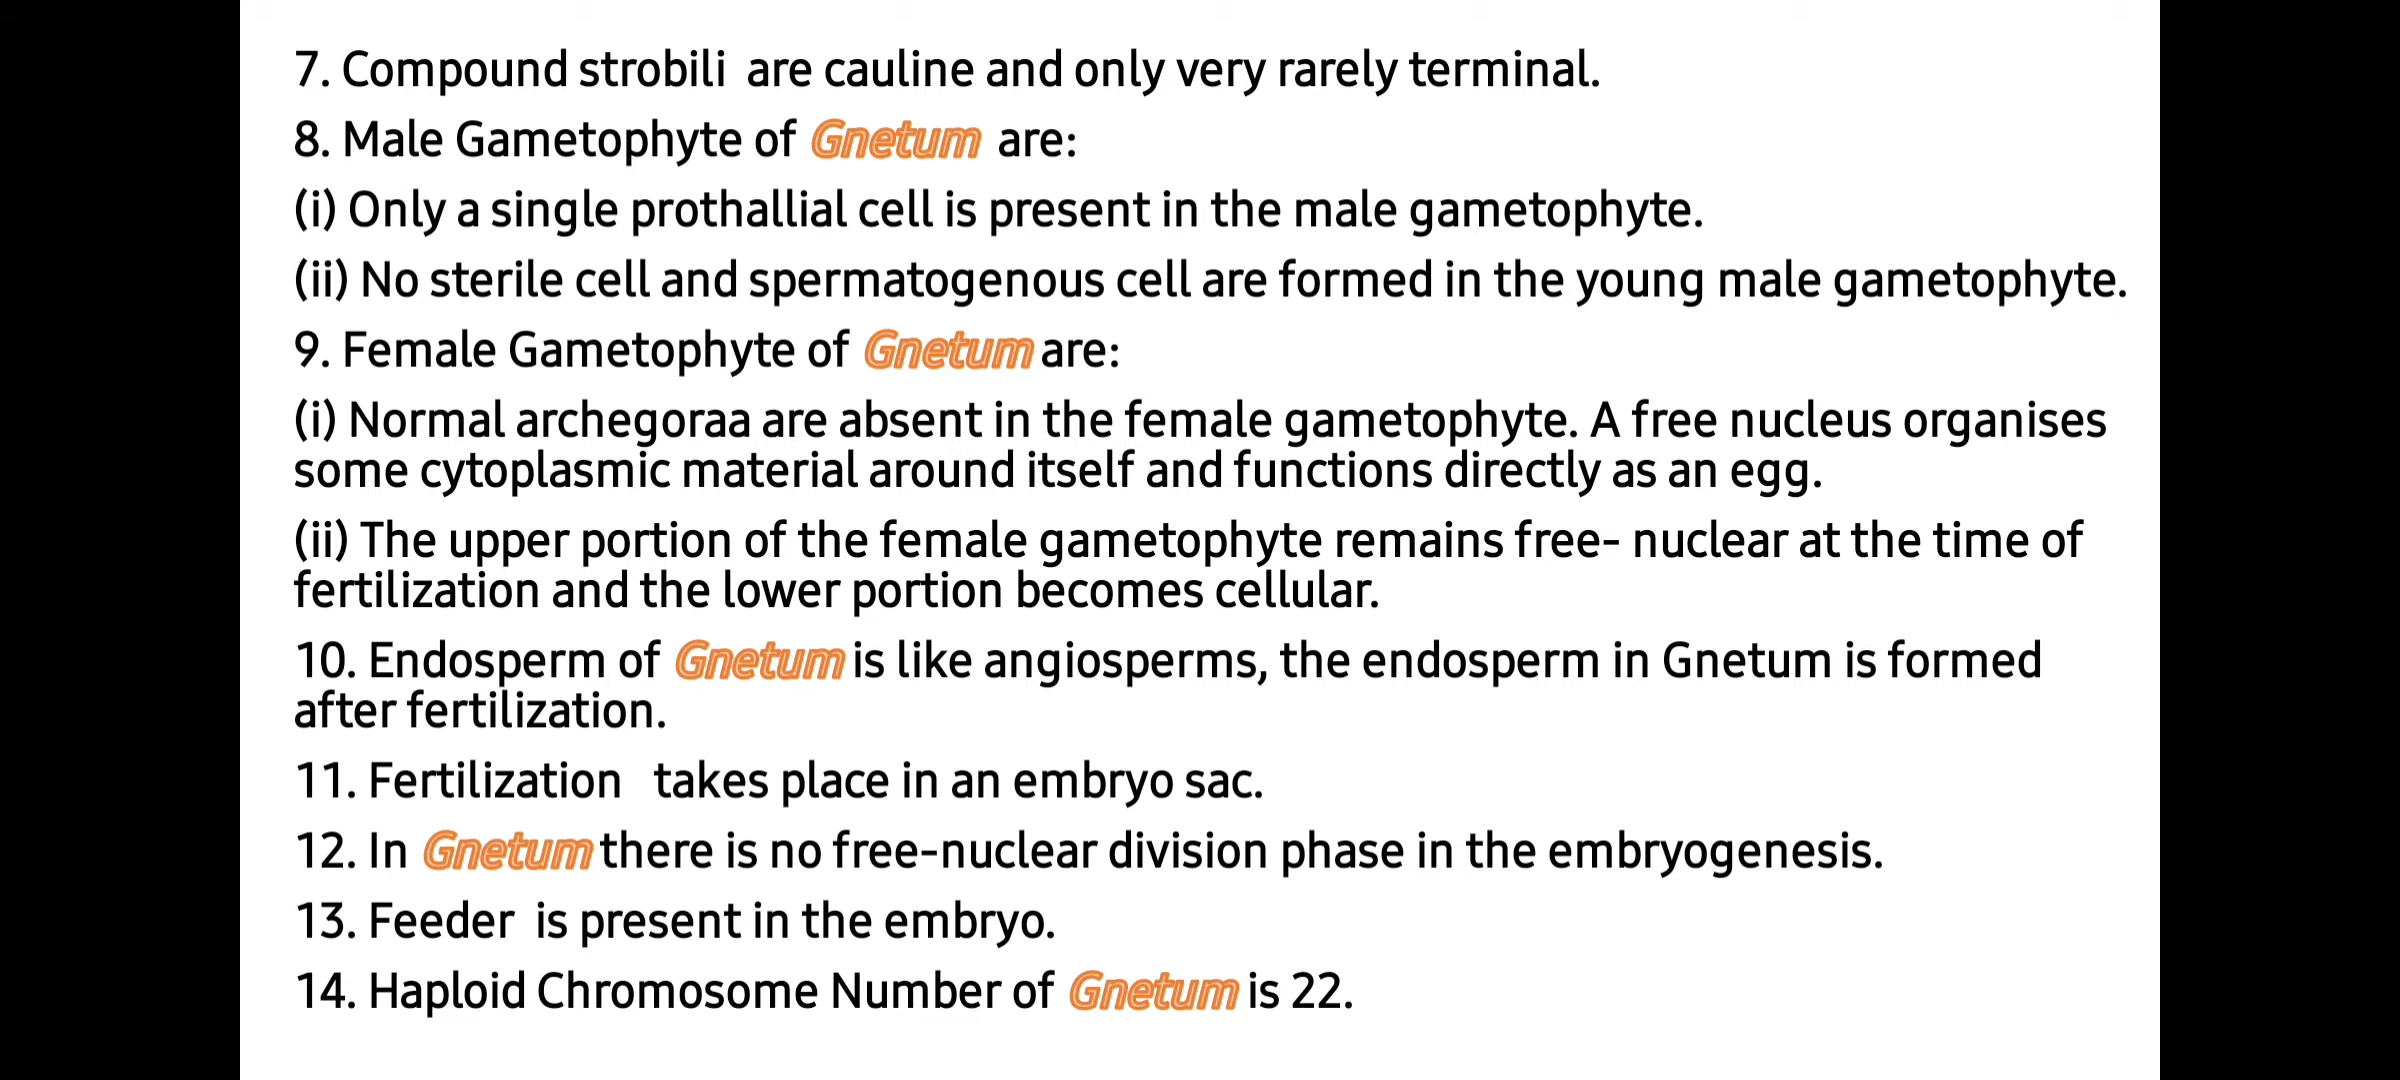 7. Compound strobili are cauline and only very rarely terminal.
8. Male Gametophyte of Gnetum are:
(i) Only a single prothallial cell is present in the male gametophyte.
(ii) No sterile cell and spermatogenous cell are formed in the young male gametophyte.
9. Female Gametophyte of Gnetum are:
(i) Normal archegoraa are absent in the female gametophyte. A free nucleus organises
some cytoplasmic material around itself and functions directly as an egg.
(ii) The upper portion of the female gametophyte remains free- nuclear at the time of
fertilization and the lower portion becomes cellular.
10. Endosperm of Gnetum is like angiosperms, the endosperm in Gnetum is formed
after fertilization.
11. Fertilization takes place in an embryo sac.
12. In Gnetum there is no free-nuclear division phase in the embryogenesis.
13. Feeder is present in the embryo.
14. Haploid Chromosome Number of Gnetum is 22.